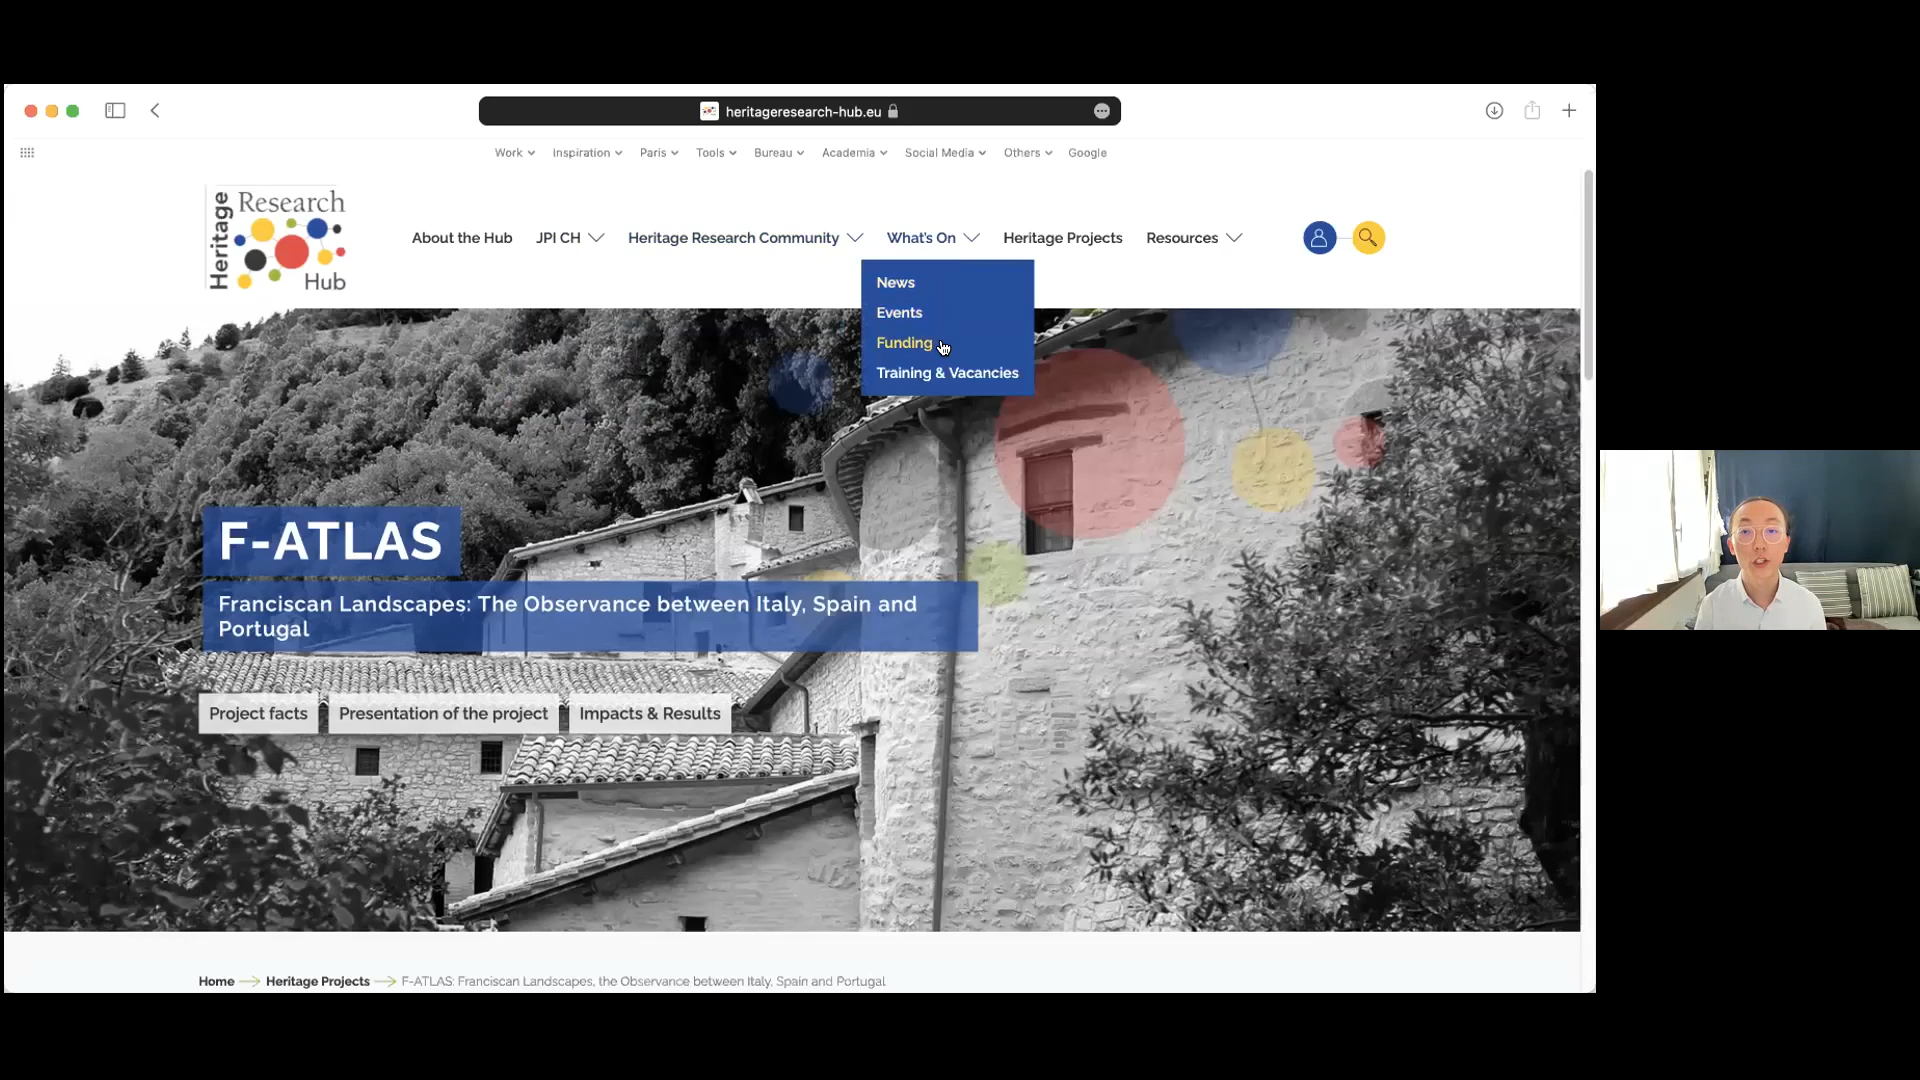 heritageresearch-hub.eu
Work Inspiration Paris Tools Bureau Academia Social Media Others Google
Heritage Research Hub
About the Hub JPI CH Heritage Research Community What's On Heritage Projects Resources
News
Events
Funding
Training & Vacancies
F-ATLAS
Franciscan Landscapes: The Observance between Italy, Spain and
Portugal
Project facts Presentation of the project Impacts & Results
Home Heritage Projects F-ATLAS: Franciscan Landscapes, the Observance between Italy, Spain and Portugal